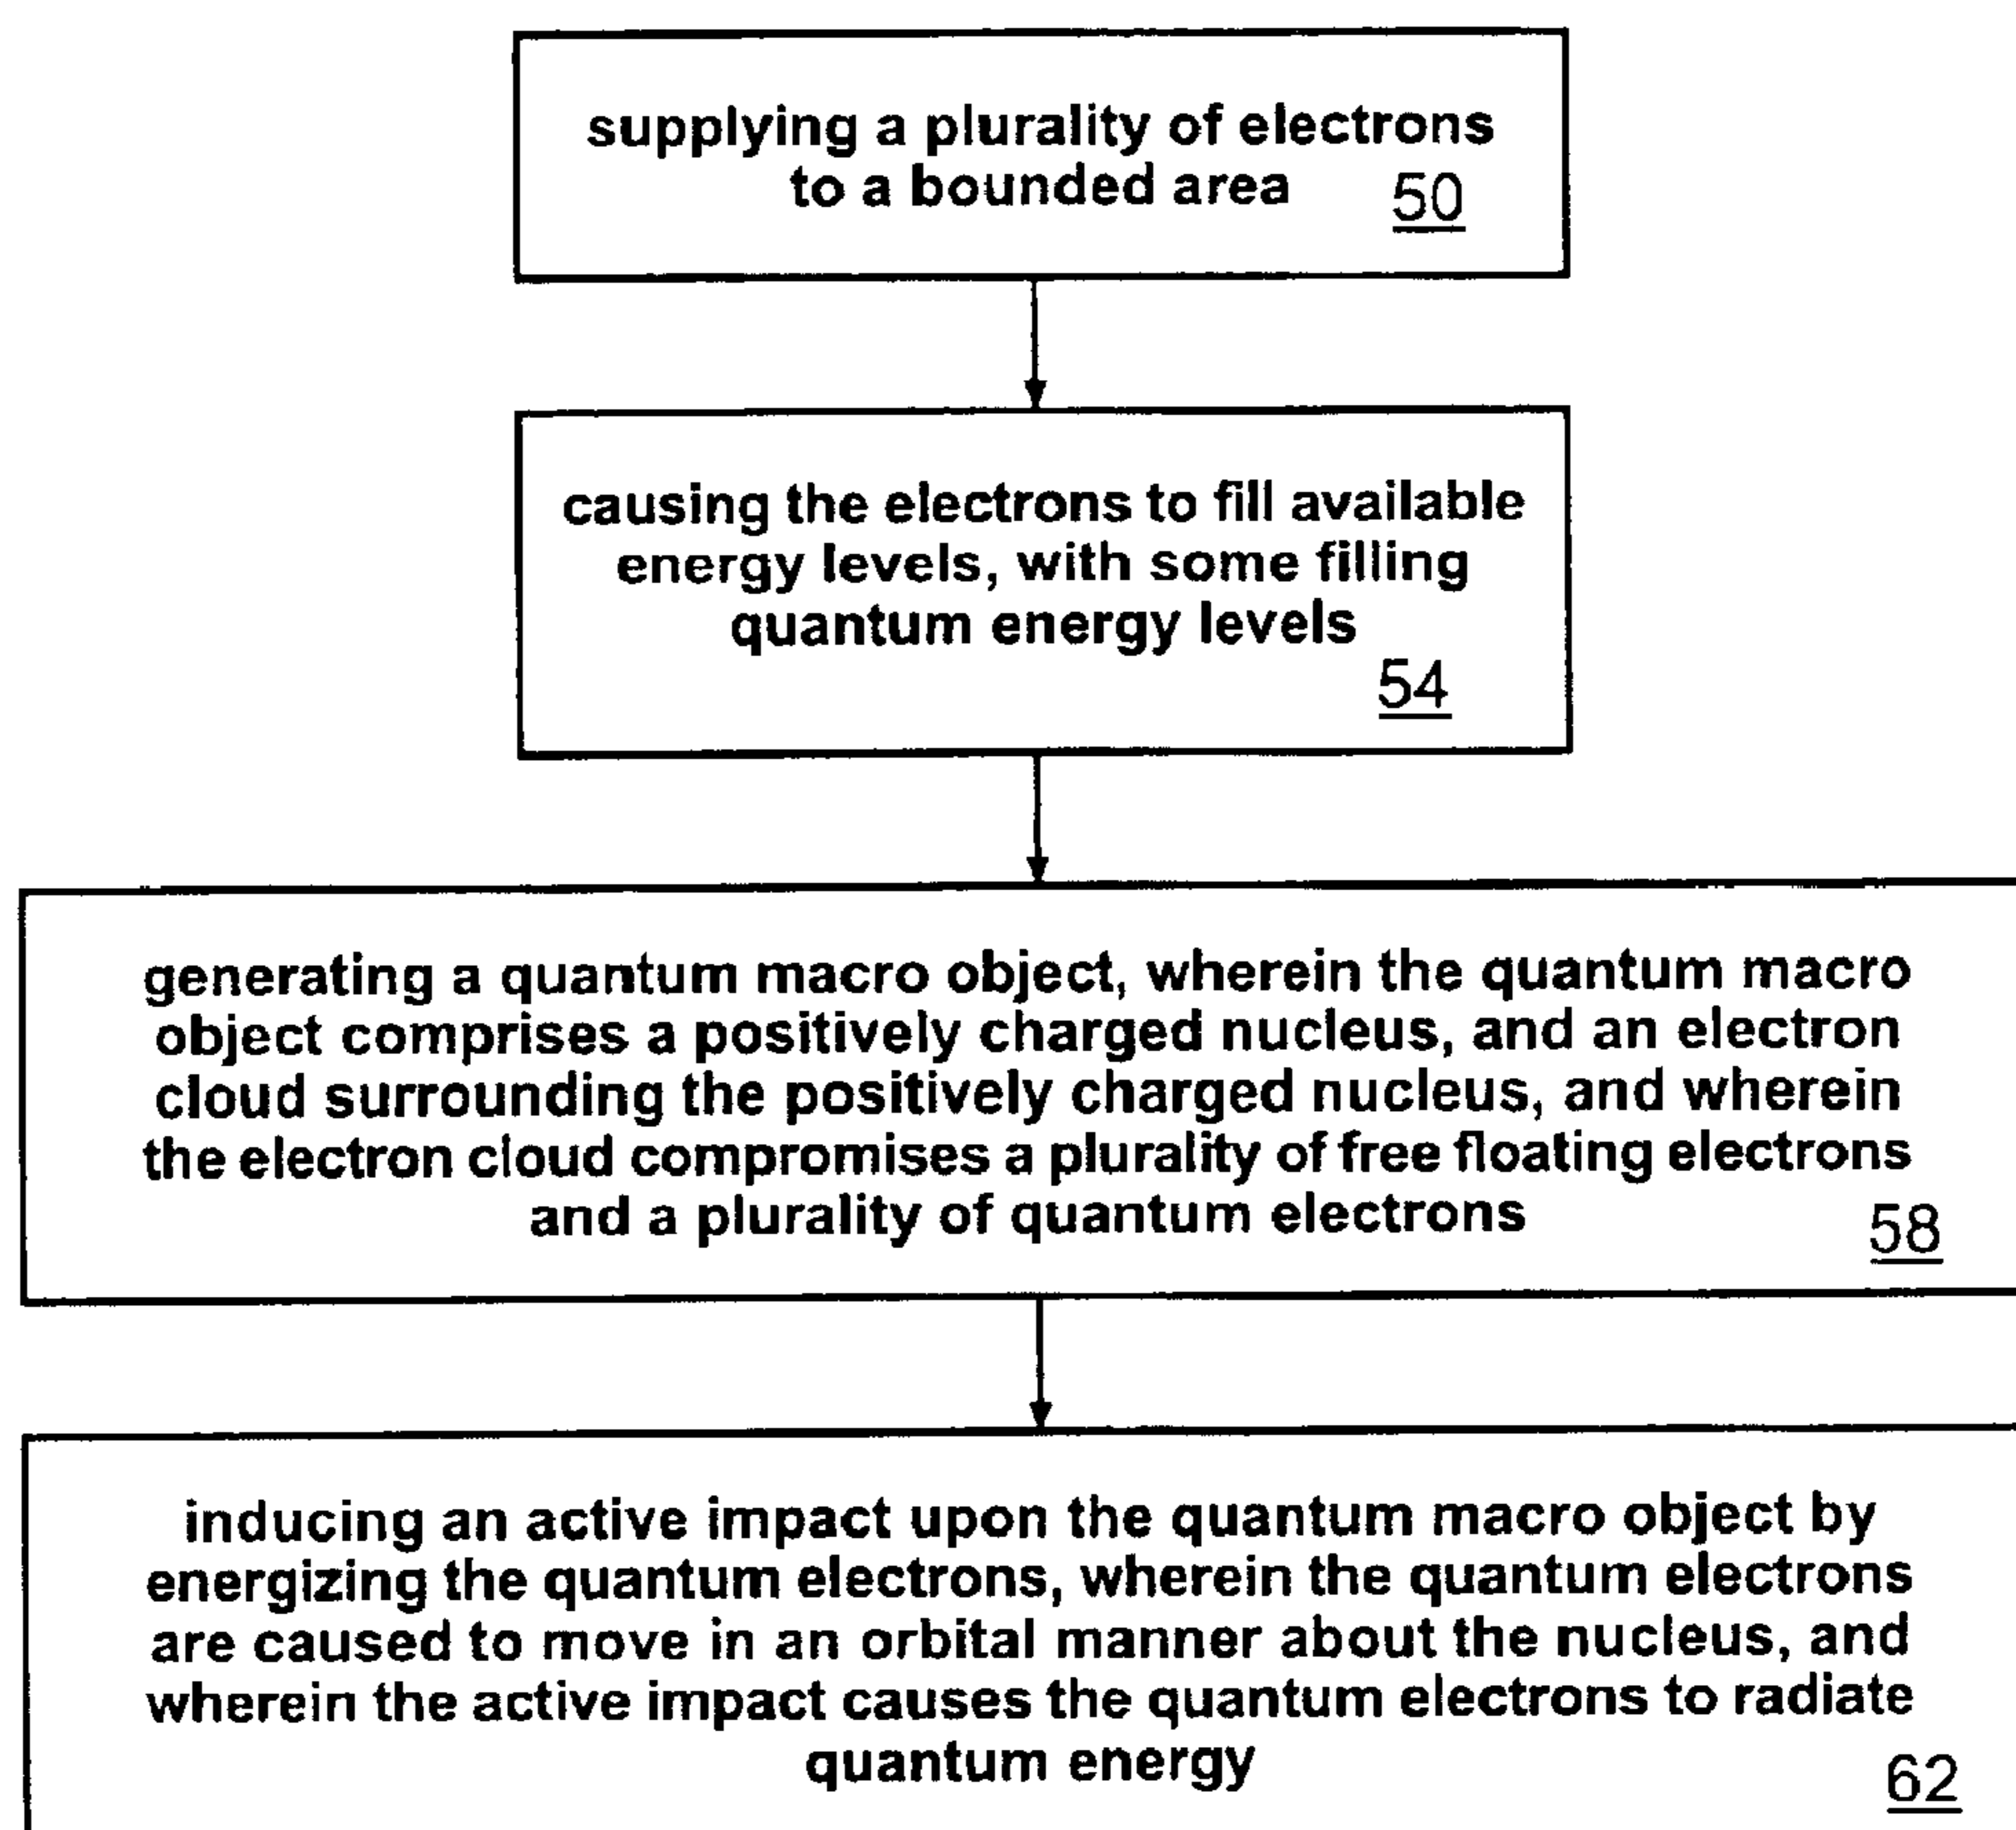 supplying a plurality of electrons
to a bounded area
50
causing the electrons to fill available
energy levels, with some filling
quantum energy levels
54
generating a quantum macro object, wherein the quantum macro
object comprises a positively charged nucleus, and an electron
cloud surrounding the positively charged nucleus, and wherein
the electron cloud compromises a plurality of free floating electrons
and a plurality of quantum electrons
58
inducing an active impact upon the quantum macro object by
energizing the quantum electrons, wherein the quantum electrons
are caused to move in an orbital manner about the nucleus, and
wherein the active impact causes the quantum electrons to radiate
quantum energy
62